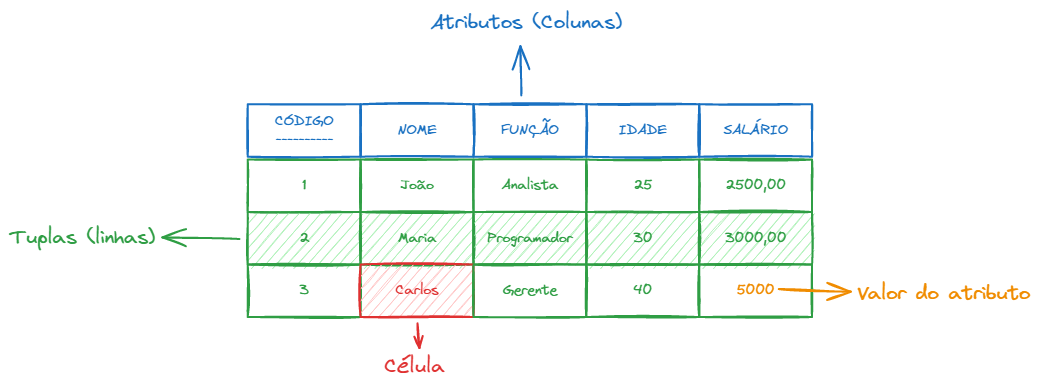 Atributos (Colunas)
CÓDIGO NOME FUNÇÃO IDADE SALÁRIO
----------
1 João Analista 25 2500,00
Tuplas (linhas) 2 Maria Programador 30 3000,00
3 Carlos Gerente 40 5000 Valor do atributo
Célula